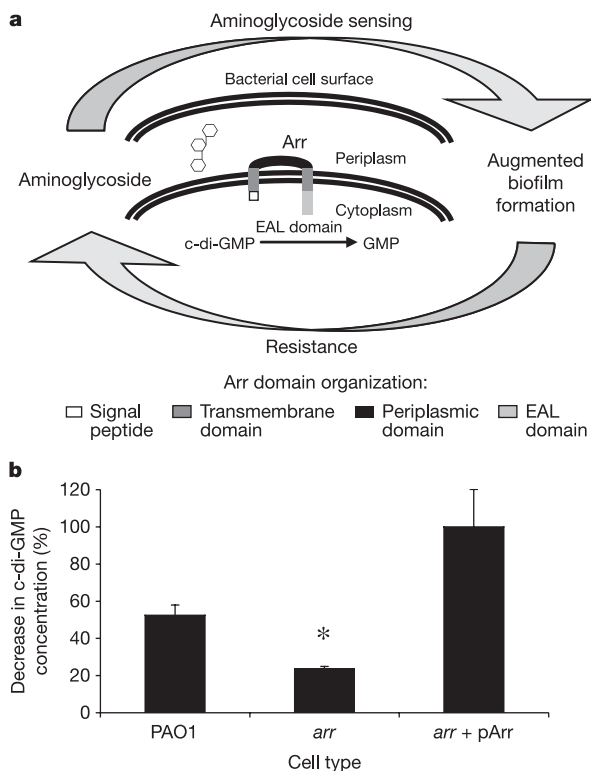 a
Aminoglycoside sensing
Bacterial cell surface
Arr
Periplasm
Aminoglycoside
Augmented
biofilm
formation
Cytoplasm
EAL domain
c-di-GMP
GMP
Resistance
Arr domain organization:
Signal
peptide
Transmembrane
domain
Periplasmic
domain
EAL
domain
b
Decrease in c-di-GMP
concentration (%)
120
100
80
60
40
20
0
*
PAO1
arr
arr + pArr
Cell type